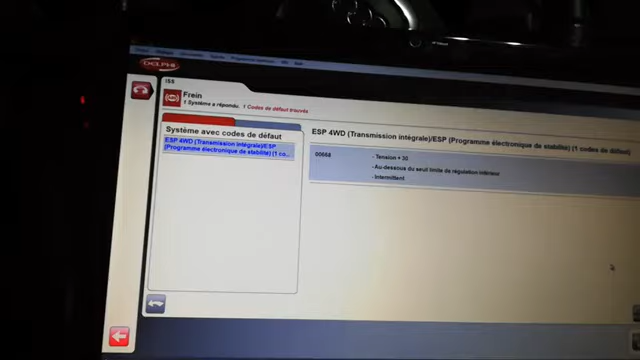 DELPHI
ISS
Frein
1 Système a répondu. 1 Codes de défaut trouvés
Système avec codes de défaut
ESP 4WD (Transmission intégrale)/ESP
(Programme électronique de stabilité) (1 co...
ESP 4WD (Transmission intégrale)/ESP (Programme électronique de stabilité) (1 codes de défaut)
00668
- Tension + 30
- Au-dessous du seuil limite de régulation inférieur
- Intermittent